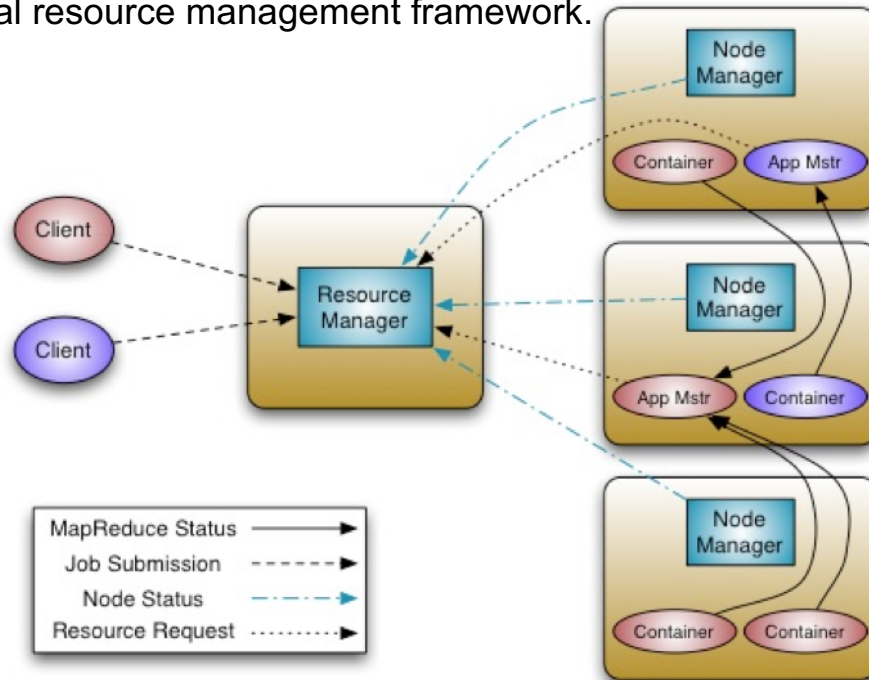 al resource management framework.
Node
Manager
Container
App Mstr
Client
Resource
Manager
Node
Manager
Client
App Mstr
Container
Node
Manager
MapReduce Status
Job Submission
Node Status
Resource Request
Container
Container